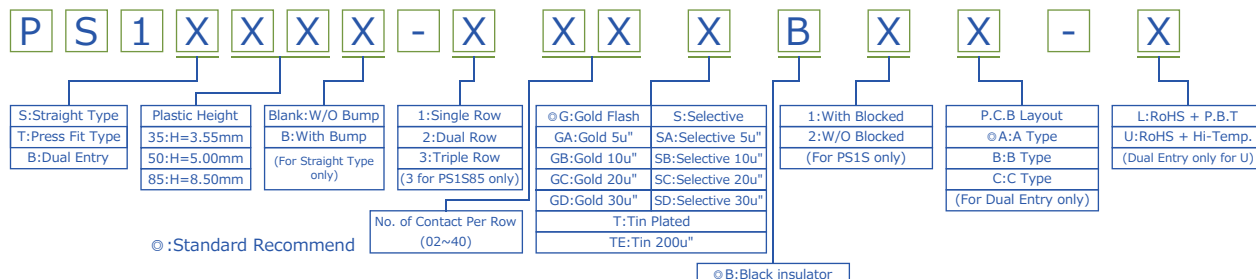 P S 1 X X X X - X X X X B X X - X
S:Straight Type
T:Press Fit Type
B:Dual Entry
Plastic Height
35:H=3.55mm
50:H=5.00mm
85:H=8.50mm
Blank:W/O Bump
B:With Bump
(For Straight Type
only)
1:Single Row
2:Dual Row
3:Triple Row
(3 for PS1S85 only)
No. of Contact Per Row
(02~40)
◎G:Gold Flash
S:Selective
GA:Gold 5u"
SA:Selective 5u"
GB:Gold 10u"
SB:Selective 10u"
GC:Gold 20u"
SC:Selective 20u"
GD:Gold 30u"
SD:Selective 30u"
T:Tin Plated
TE:Tin 200u"
◎B:Black insulator
1:With Blocked
2:W/O Blocked
(For PS1S only)
P.C.B Layout
◎A:A Type
B:B Type
C:C Type
(For Dual Entry only)
L:RoHS + P.B.T
U:RoHS + Hi-Temp.
(Dual Entry only for U)
◎:Standard Recommend